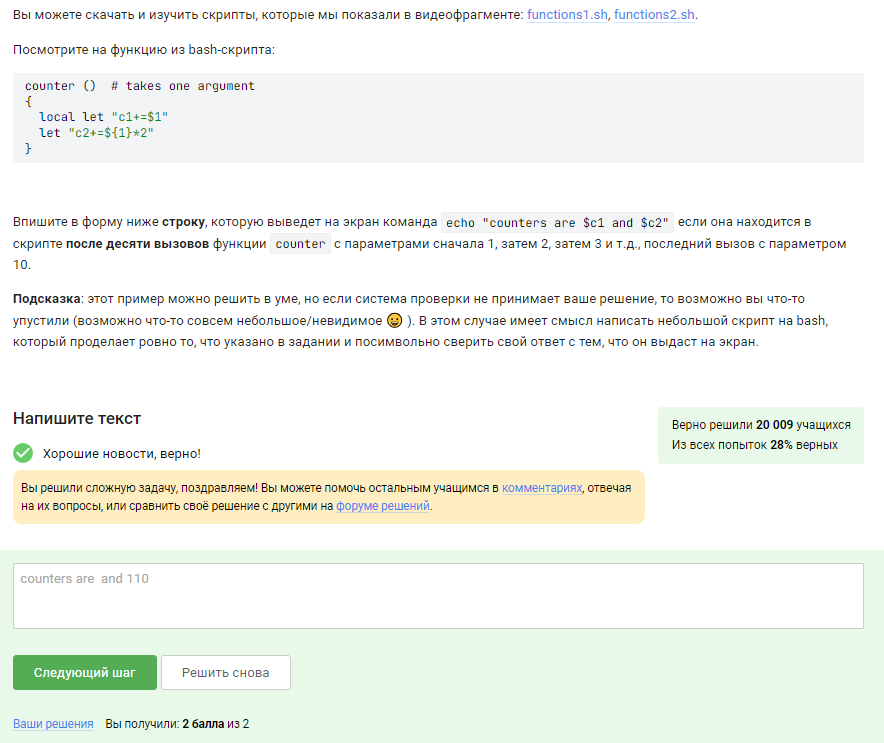 Вы можете скачать и изучить скрипты, которые мы показали в видеофрагменте: functions1.sh, functions2.sh.
Посмотрите на функцию из bash-скрипта:
counter ()  # takes one argument
{
  local let "c1+=$1"
  let "c2+=${1}*2"
}
Впишите в форму ниже строку, которую выведет на экран команда echo "counters are $c1 and $c2" если она находится в
скрипте после десяти вызовов функции counter с параметрами сначала 1, затем 2, затем 3 и т.д., последний вызов с параметром
10.
Подсказка: этот пример можно решить в уме, но если система проверки не принимает ваше решение, то возможно вы что-то
упустили (возможно что-то совсем небольшое/невидимое 😀 ). В этом случае имеет смысл написать небольшой скрипт на bash,
который проделает ровно то, что указано в задании и посимвольно сверить свой ответ с тем, что он выдаст на экран.
Напишите текст
Верно решили 20 009 учащихся
Из всех попыток 28% верных
Хорошие новости, верно!
Вы решили сложную задачу, поздравляем! Вы можете помочь остальным учащимся в комментариях, отвечая
на их вопросы, или сравнить своё решение с другими на форуме решений.
counters are  and 110
Следующий шаг
Решить снова
Ваши решения Вы получили: 2 балла из 2